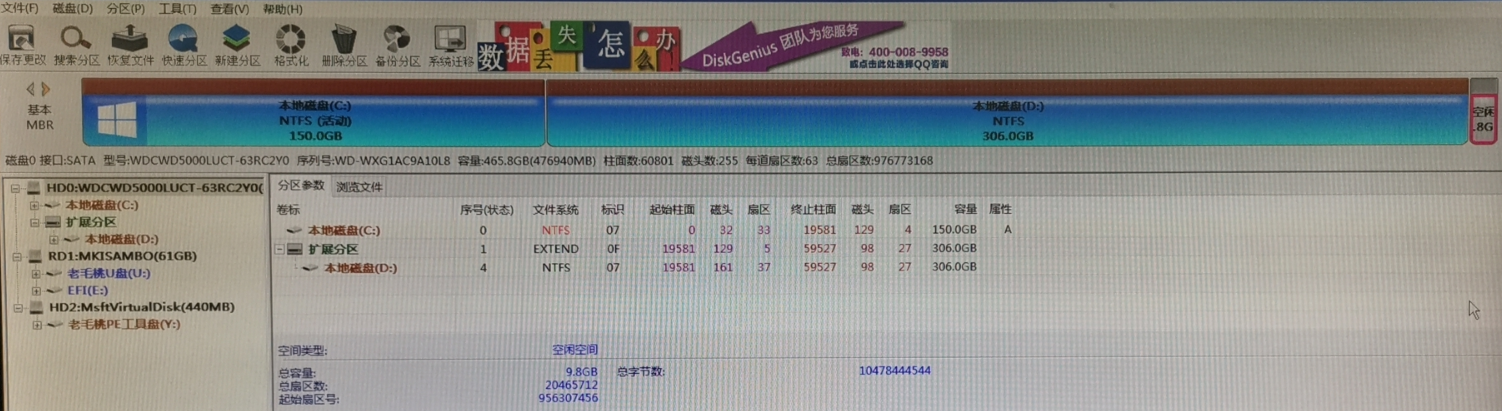 文件(F) 磁盘(D) 分区(P) 工具(T) 查看(V) 帮助(H)
保存更改 搜索分区 恢复文件 快速分区 新建分区 格式化 删除分区 备份分区 系统迁移
数据丢失怎么办
DiskGenius 团队为您服务
致电: 400-008-9958
或点击此处选择QQ咨询
基本
MBR
本地磁盘(C:)
NTFS (活动)
150.0GB
本地磁盘(D:)
NTFS
306.0GB
空闲
.8G
磁盘0 接口:SATA 型号:WDCWD5000LUCT-63RC2Y0 序列号:WD-WXG1AC9A10L8 容量:465.8GB(476940MB) 柱面数:60801 磁头数:255 每道扇区数:63 总扇区数:976773168
HD0:WDCWD5000LUCT-63RC2Y0(
本地磁盘(C:)
扩展分区
本地磁盘(D:)
RD1:MKISAMBO(61GB)
老毛桃U盘(U:)
EFI(E:)
HD2:MsftVirtualDisk(440MB)
老毛桃PE工具盘(Y:)
分区参数 浏览文件
卷标 序号(状态) 文件系统 标识 起始柱面 磁头 扇区 终止柱面 磁头 扇区 容量 属性
本地磁盘(C:) 0 NTFS 07 0 32 33 19581 129 4 150.0GB A
扩展分区 1 EXTEND 0F 19581 129 5 59527 98 27 306.0GB
本地磁盘(D:) 4 NTFS 07 19581 161 37 59527 98 27 306.0GB
空间类型: 空闲空间
总容量: 9.8GB 总字节数: 10478444544
总扇区数: 20465712
起始扇区号: 956307456